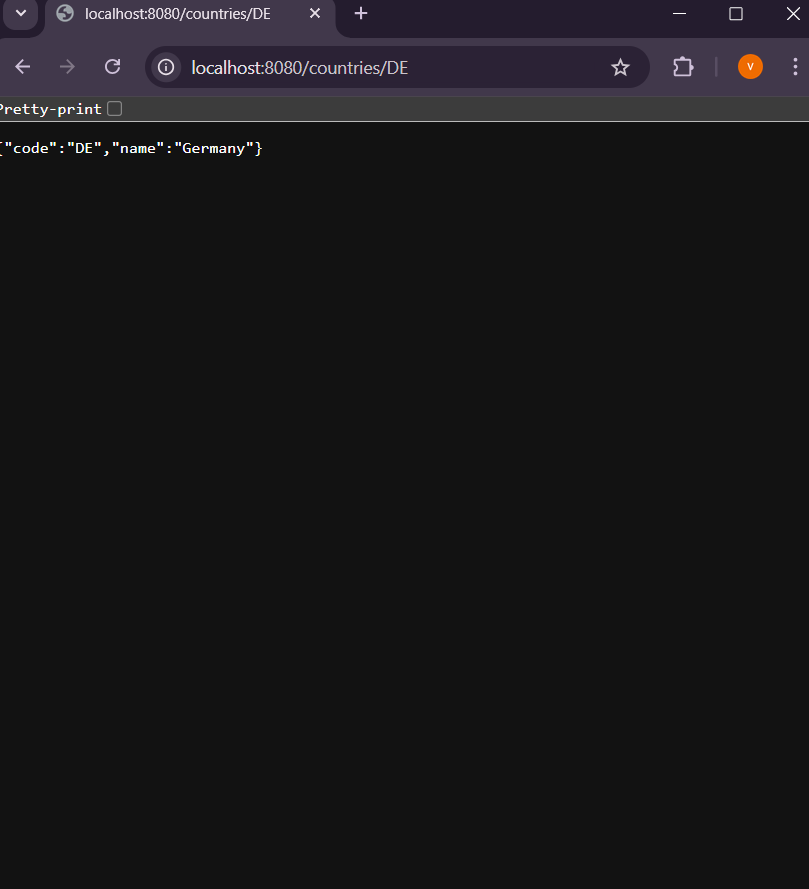 localhost:8080/countries/DE
localhost:8080/countries/DE
V
Pretty-print
{"code":"DE","name":"Germany"}